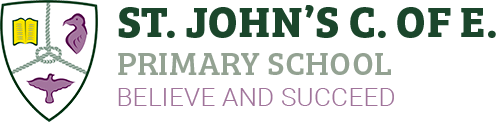 ST. JOHN'S C. OF E.
PRIMARY SCHOOL
BELIEVE AND SUCCEED